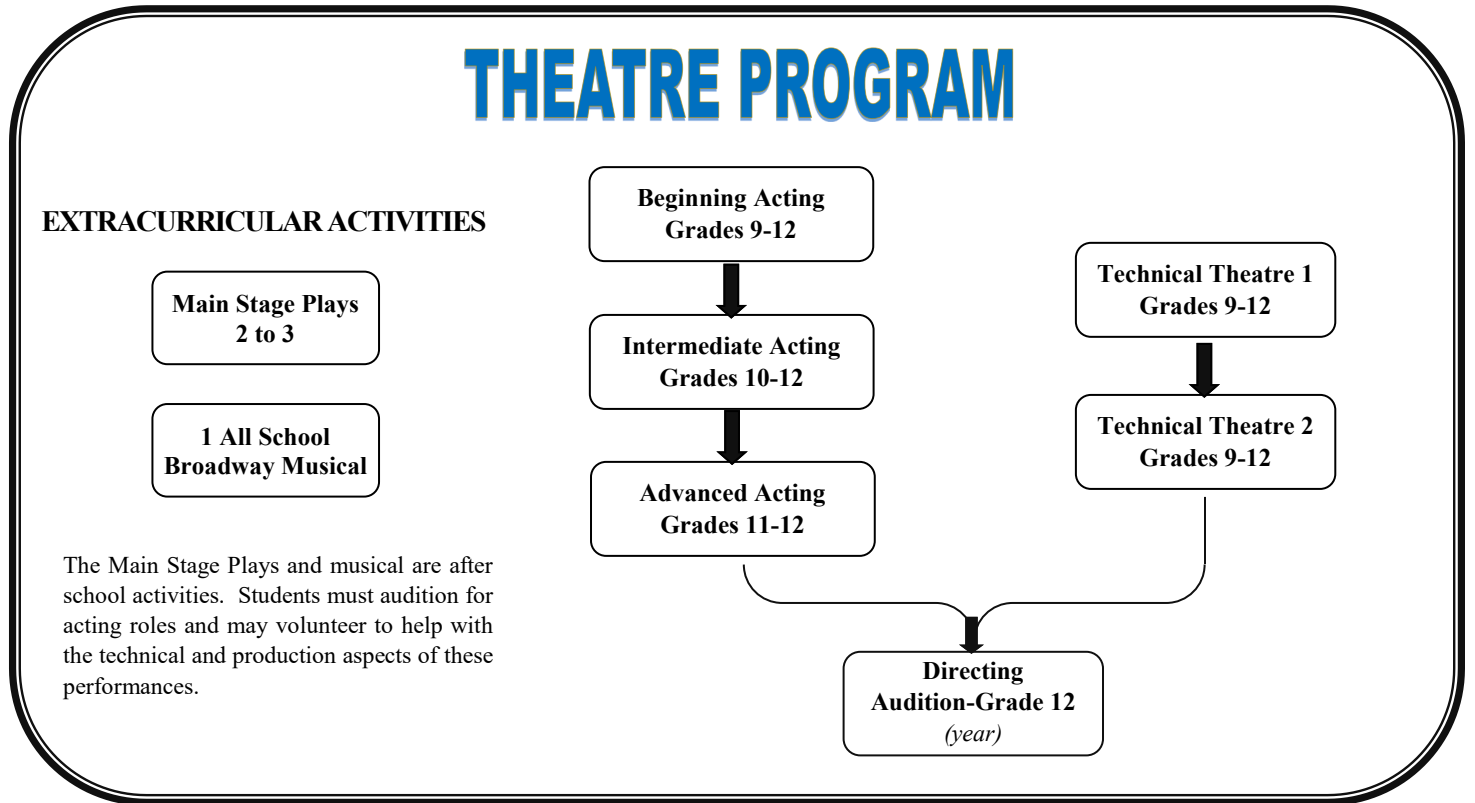 THEATRE PROGRAM
EXTRACURRICULAR ACTIVITIES
Main Stage Plays
2 to 3
1 All School
Broadway Musical
The Main Stage Plays and musical are after
school activities. Students must audition for
acting roles and may volunteer to help with
the technical and production aspects of these
performances.
Beginning Acting
Grades 9-12
Intermediate Acting
Grades 10-12
Advanced Acting
Grades 11-12
Technical Theatre 1
Grades 9-12
Technical Theatre 2
Grades 9-12
Directing
Audition-Grade 12
(year)